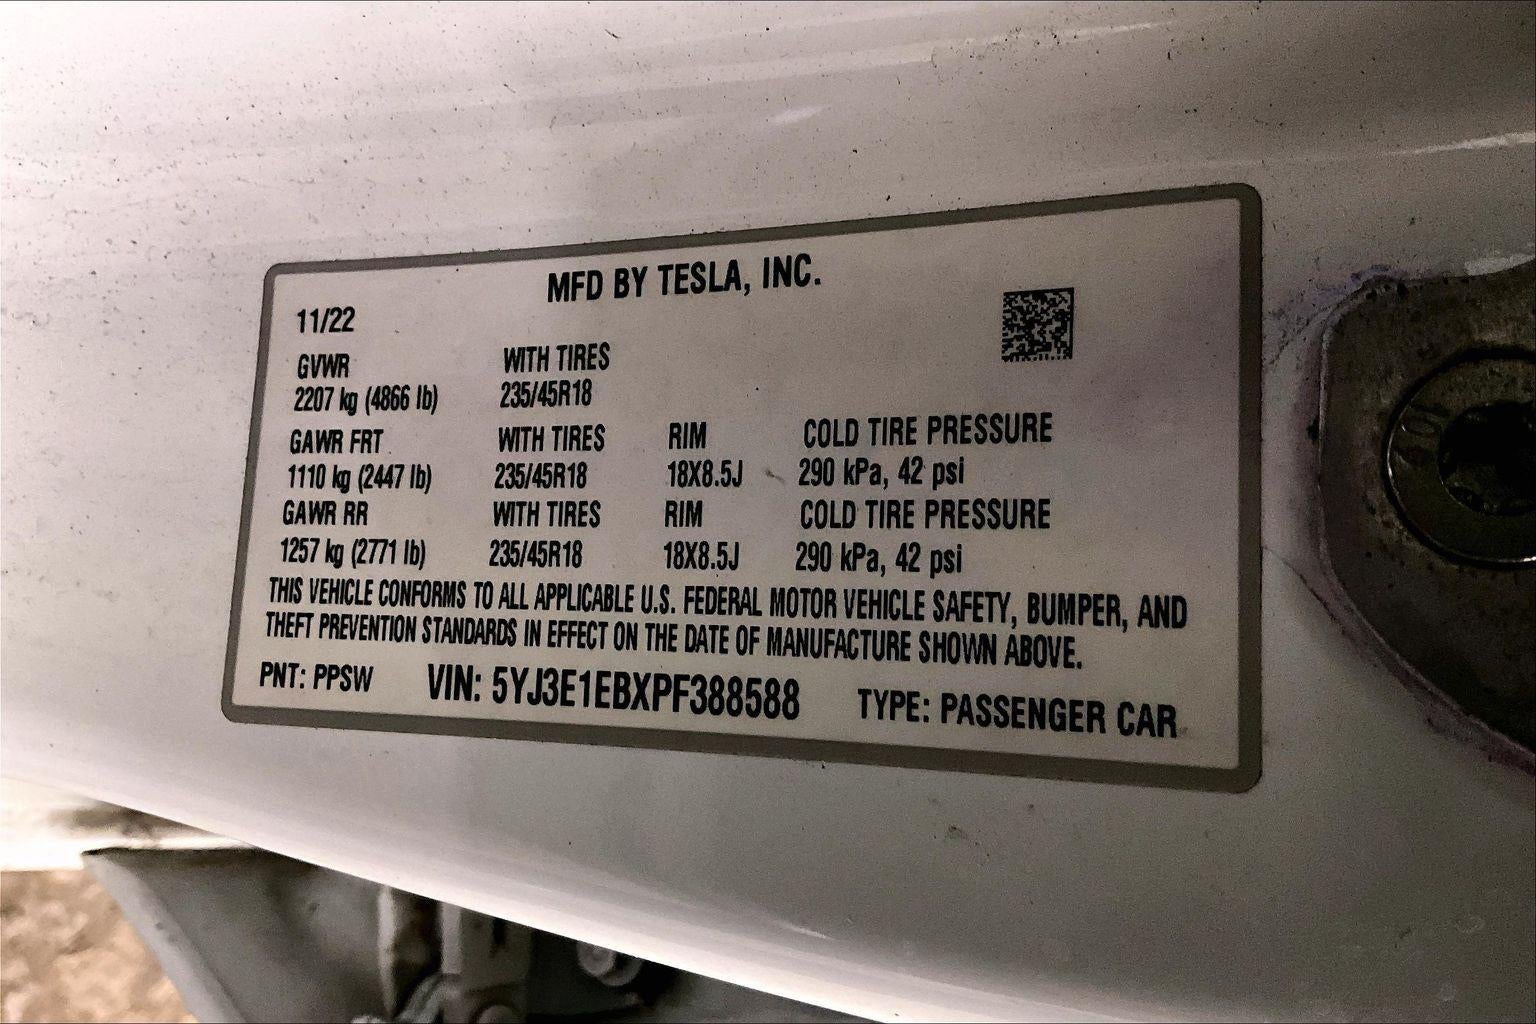 MFD BY TESLA, INC.
11/22
GVWR WITH TIRES
2207 kg (4866 lb) 235/45R18
GAWR FRT WITH TIRES RIM COLD TIRE PRESSURE
1110 kg (2447 lb) 235/45R18 18X8.5J 290 kPa, 42 psi
GAWR RR WITH TIRES RIM COLD TIRE PRESSURE
1257 kg (2771 lb) 235/45R18 18X8.5J 290 kPa, 42 psi
THIS VEHICLE CONFORMS TO ALL APPLICABLE U.S. FEDERAL MOTOR VEHICLE SAFETY, BUMPER, AND
THEFT PREVENTION STANDARDS IN EFFECT ON THE DATE OF MANUFACTURE SHOWN ABOVE.
PNT: PPSW VIN: 5YJ3E1EBXPF388588 TYPE: PASSENGER CAR